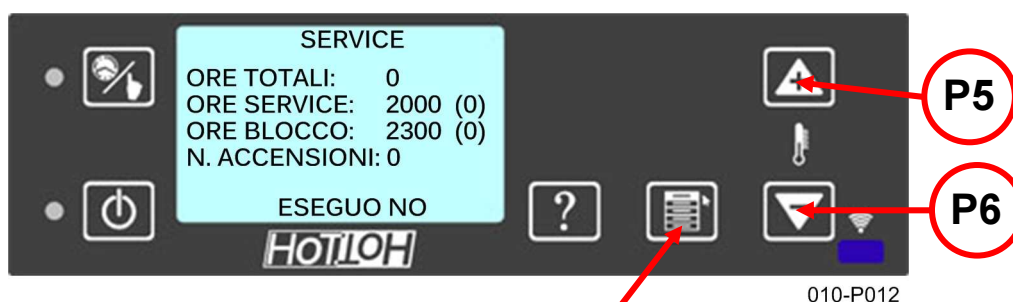 SERVICE
ORE TOTALI: 0
ORE SERVICE: 2000 (0)
ORE BLOCCO: 2300 (0)
N. ACCENSIONI: 0
ESEGUO NO
?
+
-
P5
P6
010-P012